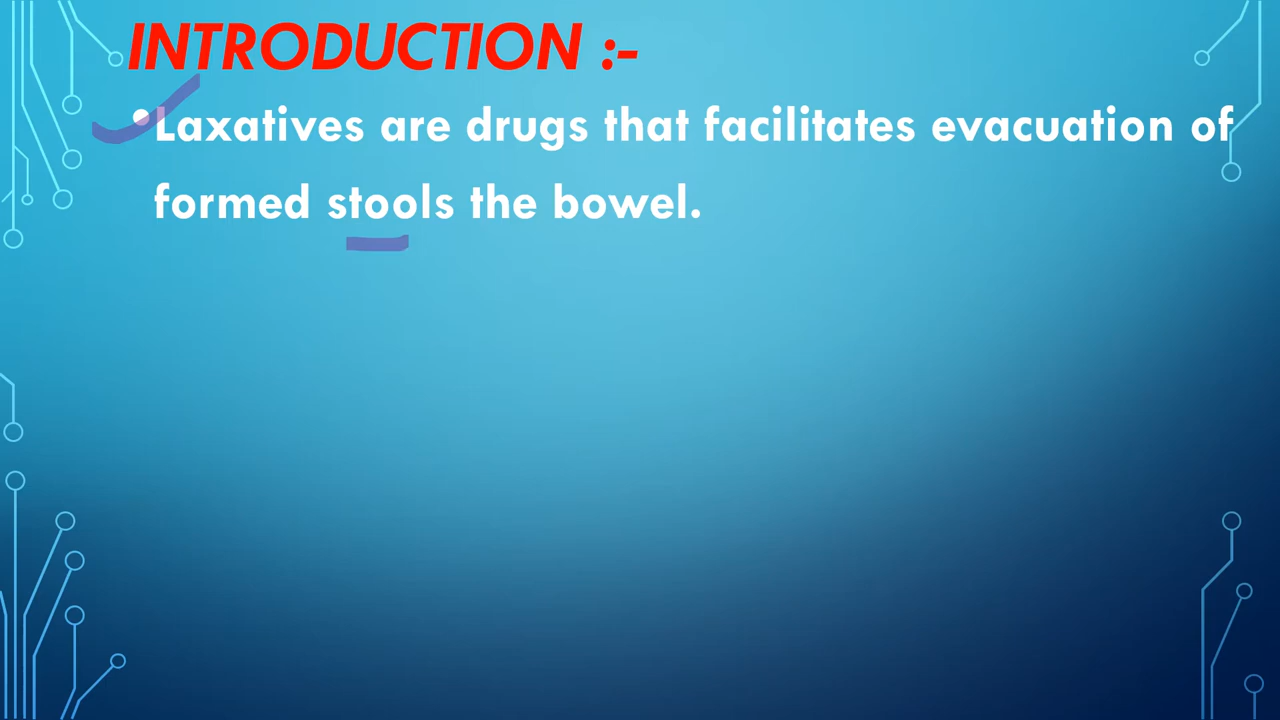 INTRODUCTION :-
•Laxatives are drugs that facilitates evacuation of
formed stools the bowel.